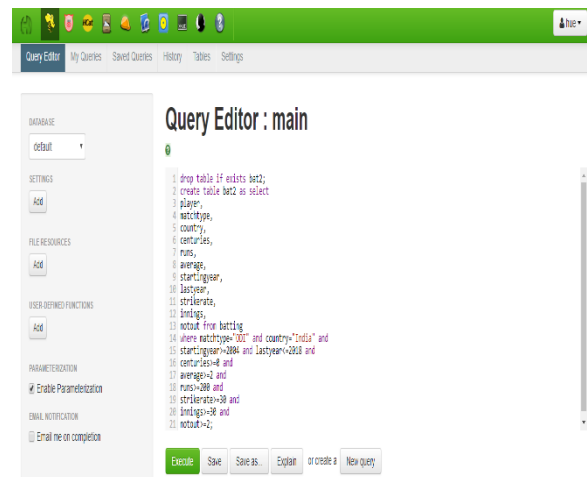 hue
Query Editor My Queries Saved Queries History Tables Settings
DATABASE
default
SETTINGS
Add
FILE RESOURCES
Add
USER-DEFINED FUNCTIONS
Add
PARAMETERIZATION
Enable Parameterization
EMAIL NOTIFICATION
Email me on completion
Query Editor : main
1 drop table if exists bat2;
2 create table bat2 as select
3 player,
4 matchtype,
5 country,
6 centuries,
7 runs,
8 average,
9 startingyear,
10 lastyear,
11 strikerate,
12 innings,
13 notout from batting
14 where matchtype="ODI" and country="India" and
15 startingyear>=2004 and lastyear<=2018 and
16 centuries>=0 and
17 average>=2 and
18 runs>=200 and
19 strikerate>=30 and
20 innings>=30 and
21 notout>=2;
Execute Save Save as... Explain or create a New query